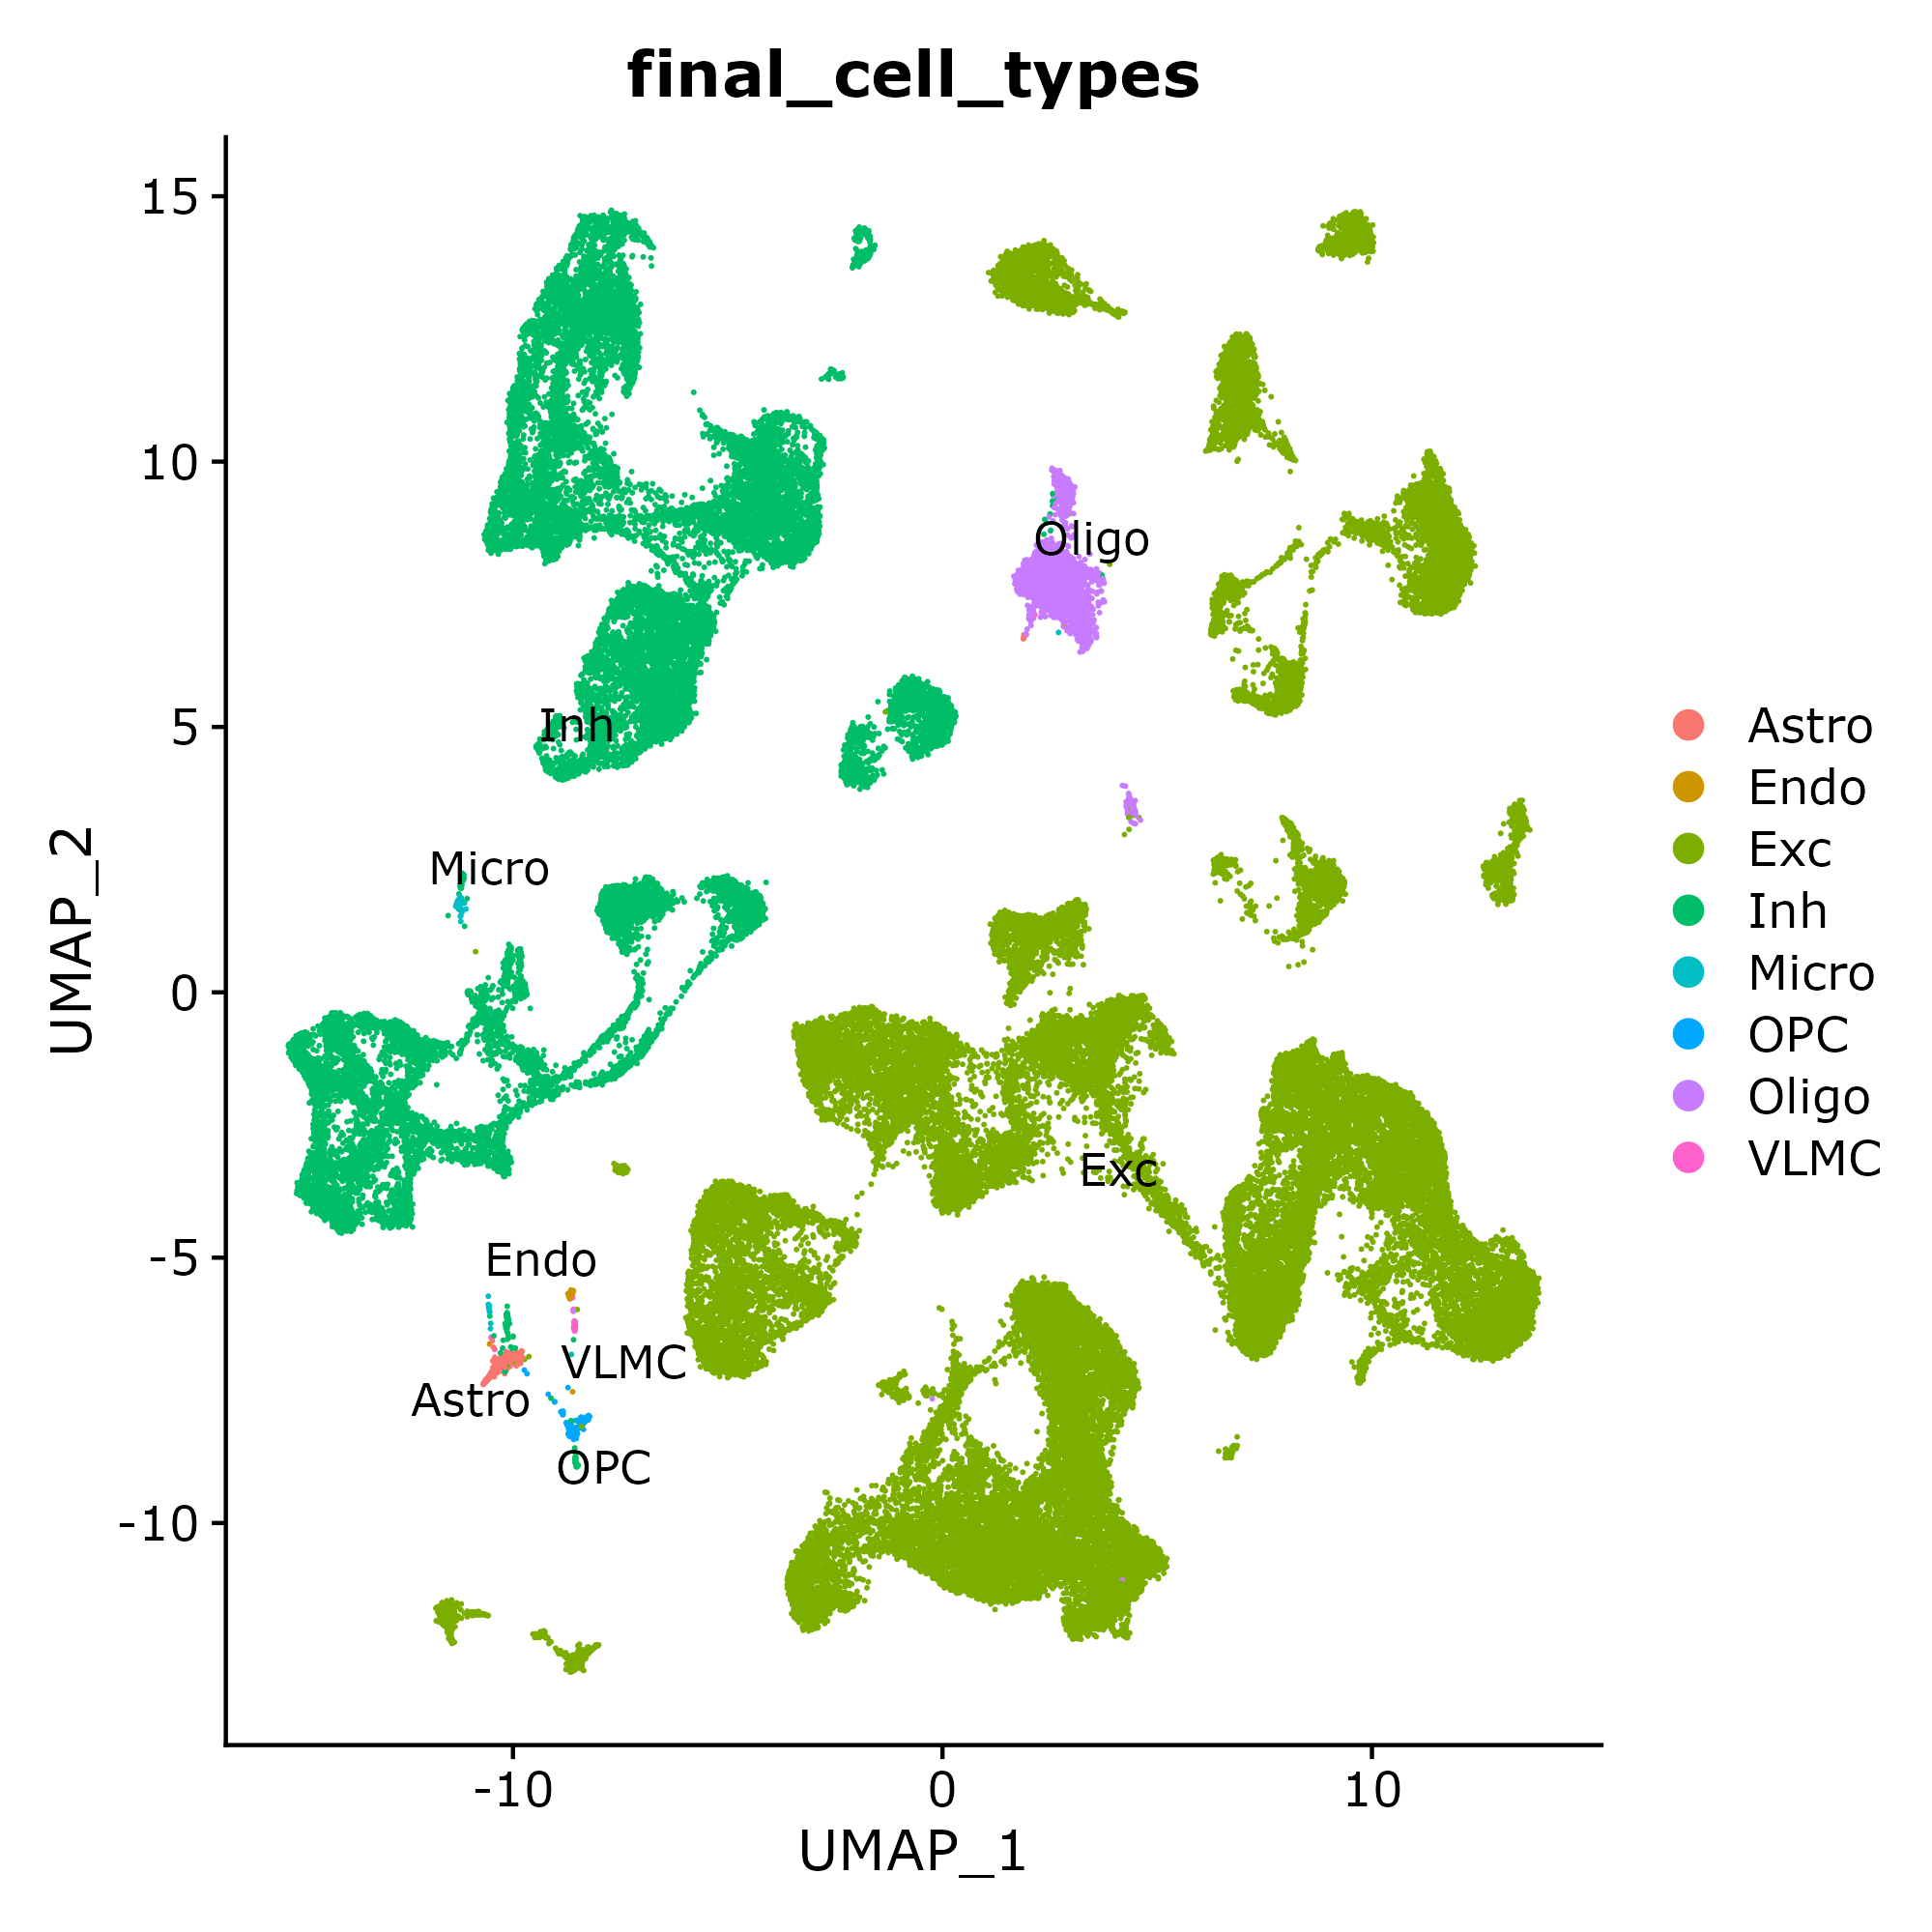 final_cell_types
15
10
5
0
-5
-10
UMAP_2
-10
0
10
UMAP_1
Oligo
Inh
Micro
Exc
Endo
VLMC
Astro
OPC
Astro
Endo
Exc
Inh
Micro
OPC
Oligo
VLMC